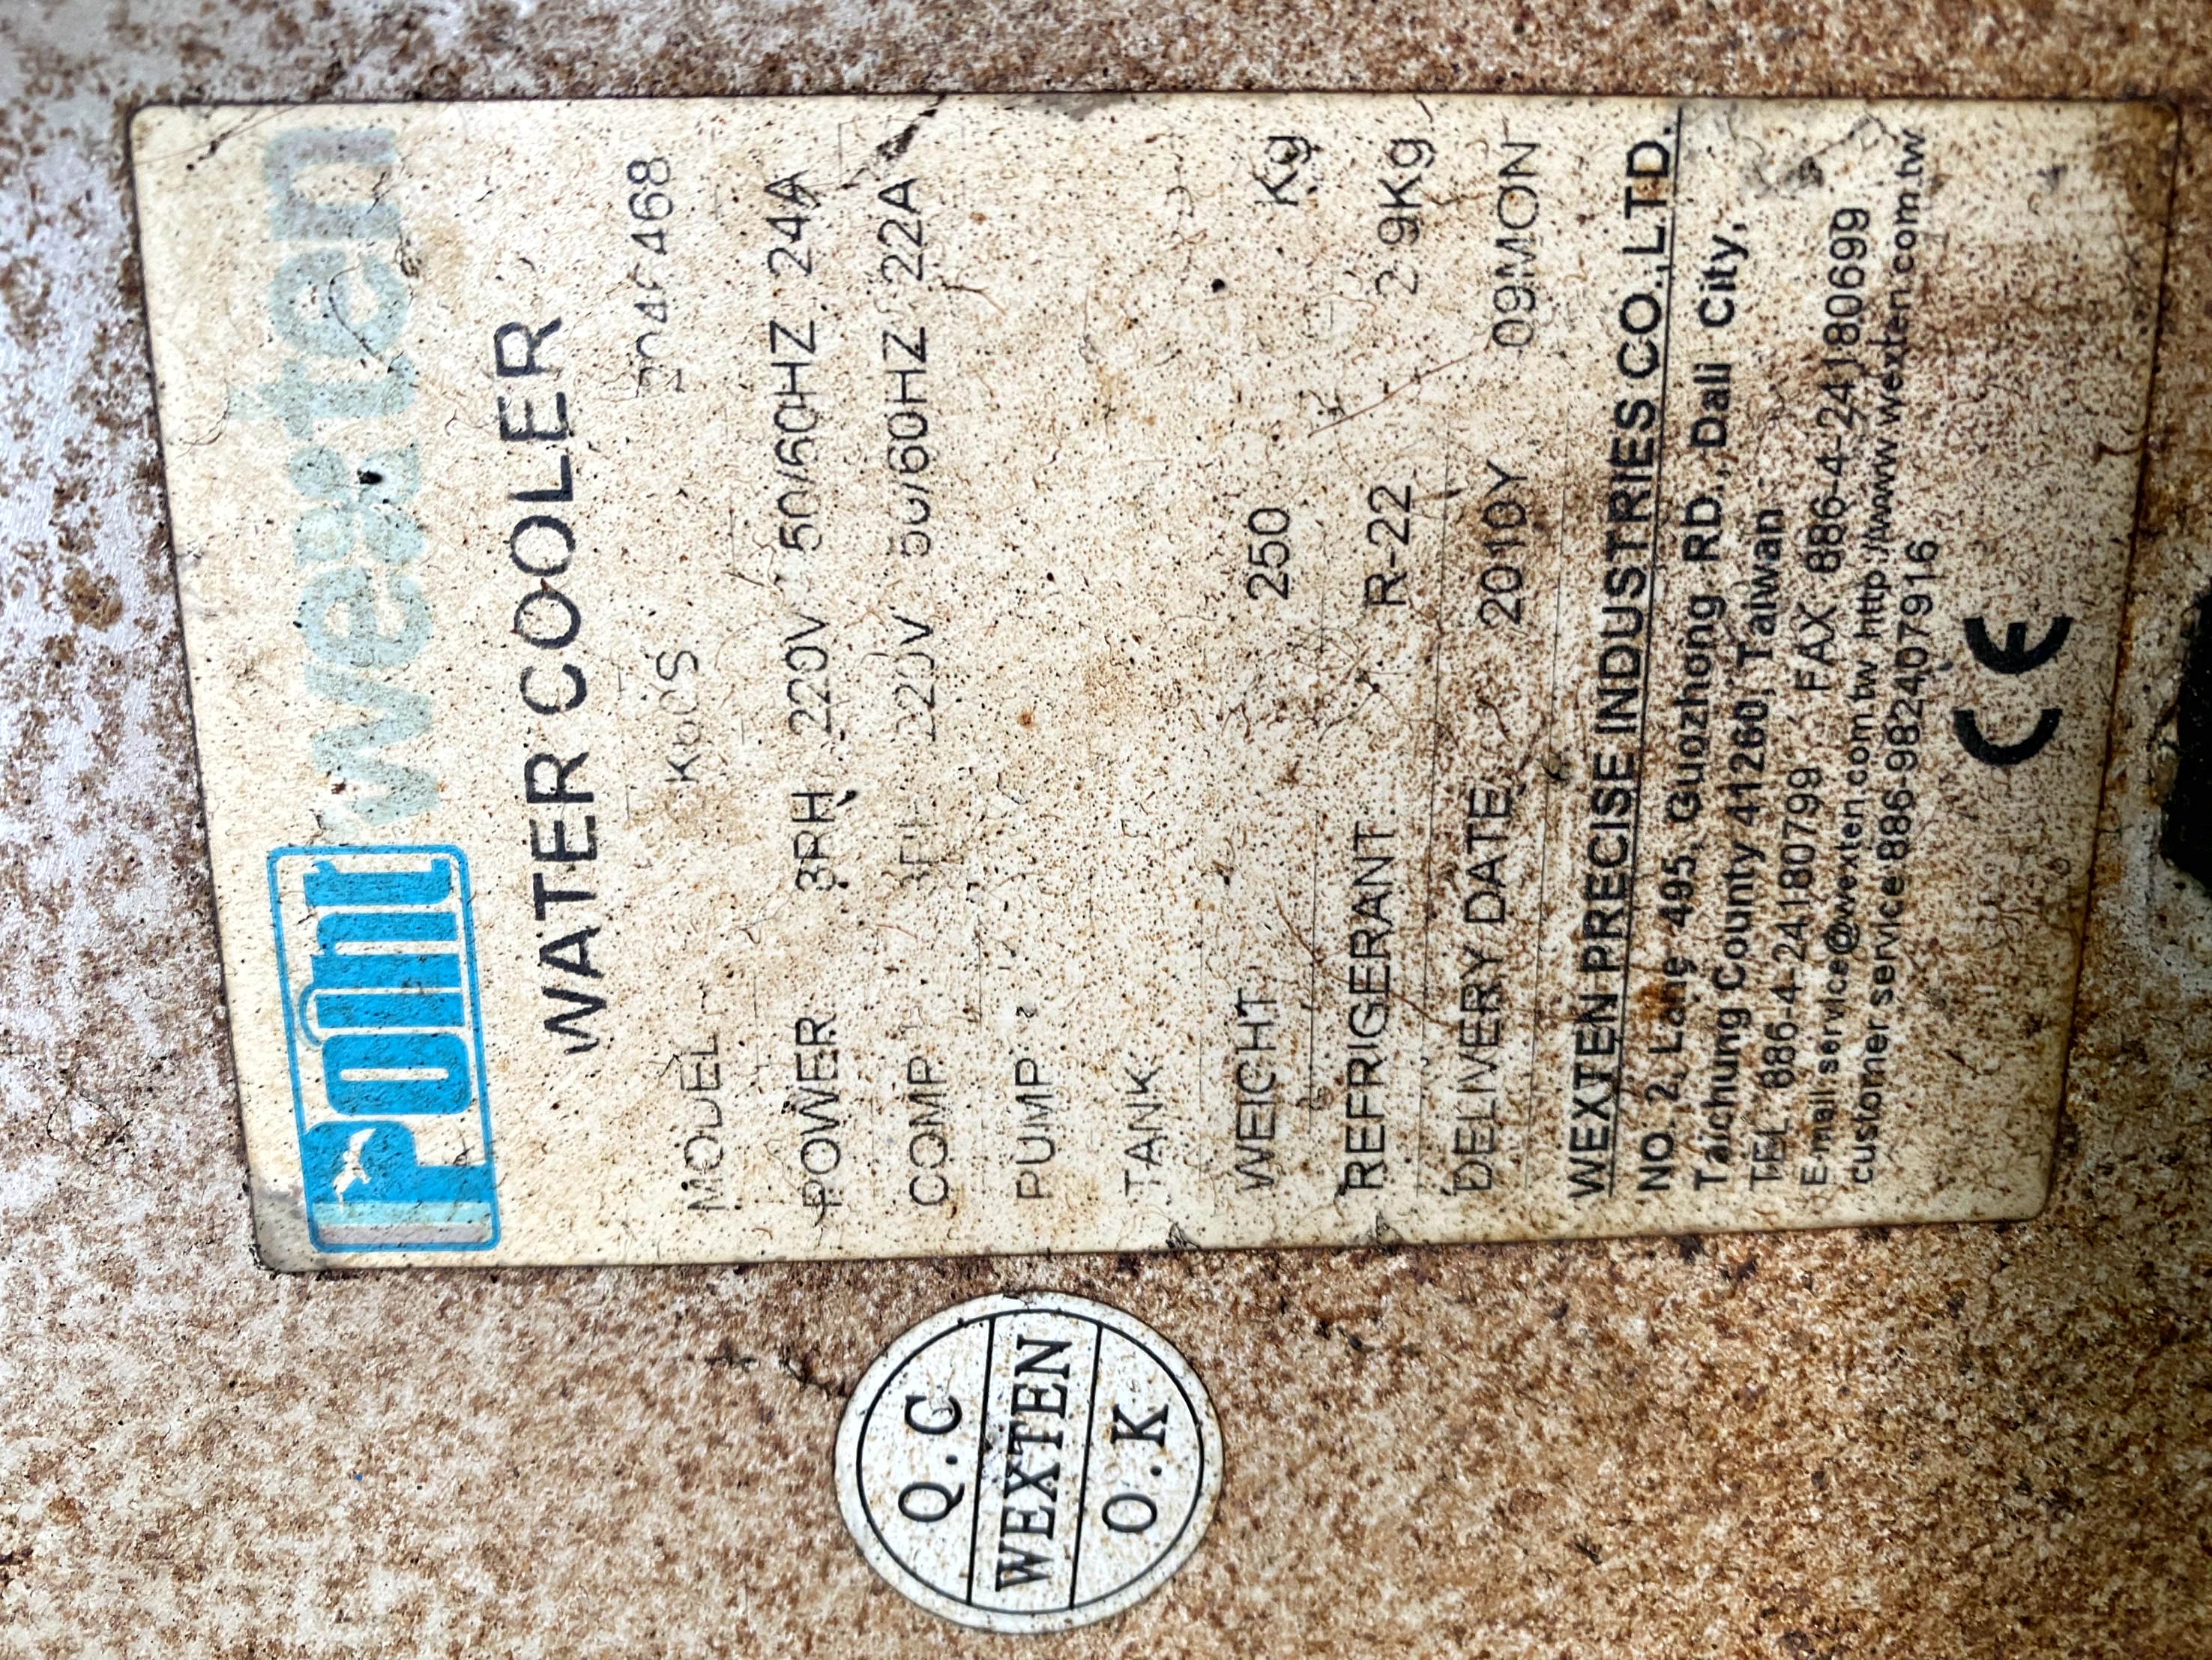 Point wexten
WATER COOLER
MODEL
POWER 3PH 220V 50/60HZ 24A
COMP 3PH 220V 50/60HZ 22A
PUMP
TANK
WEIGHT 250 Kg
REFRIGERANT R-22 2.9Kg
DELIVERY DATE 2010Y 09MON
WEXTEN PRECISE INDUSTRIES CO.,LTD.
NO. 2, Lane 495, Guozhong RD., Dali City,
Taichung County 41260, Taiwan
TEL: 886-4-24180799 FAX: 886-4-24180699
E-mail:service@wexten.com.tw http://www.wexten.com.tw
customer service:886-982407916
CE
Q.C
WEXTEN
O.K